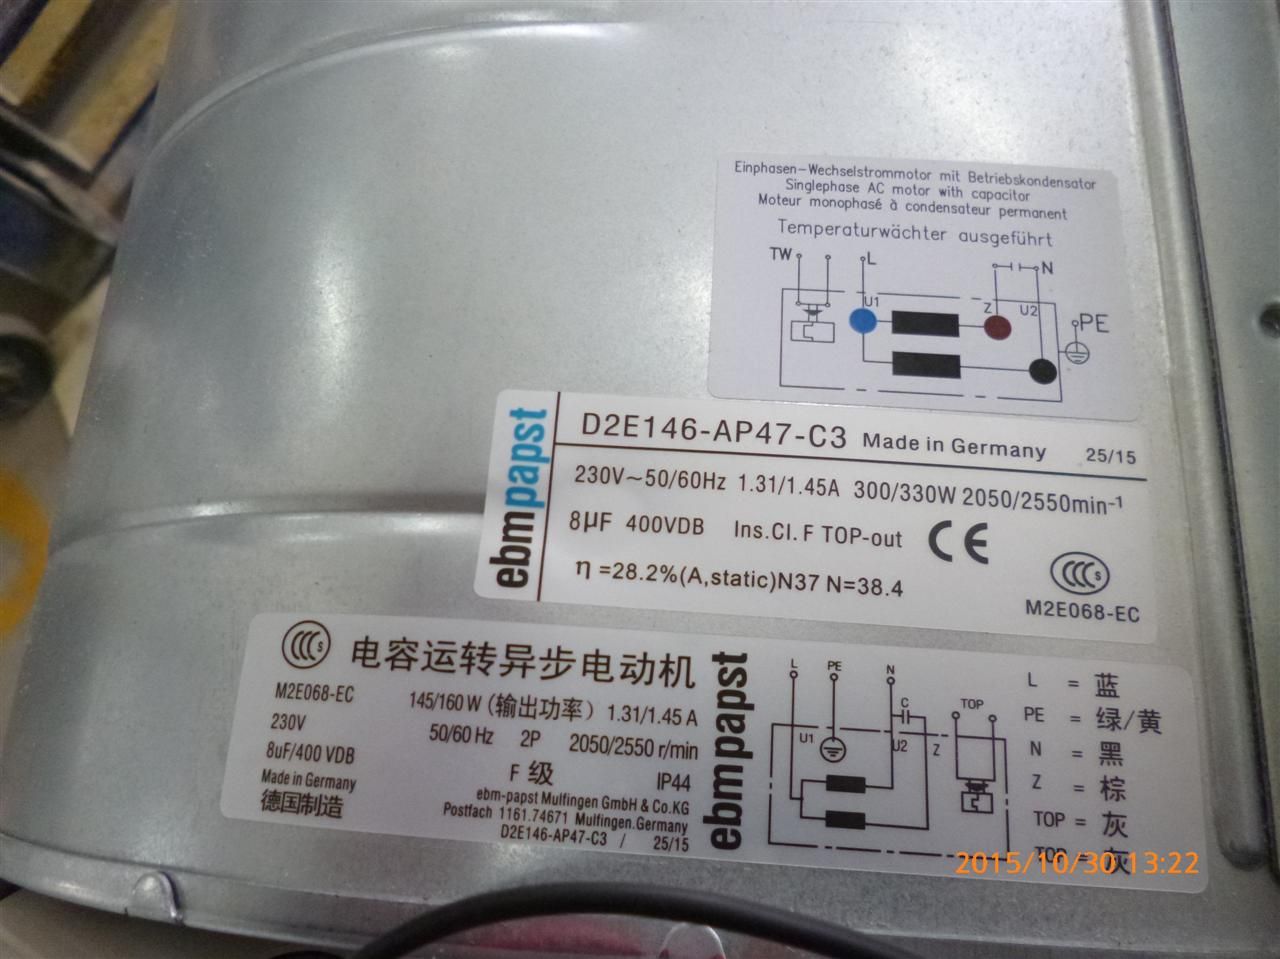 Einphasen-Wechselstrommotor mit Betriebskondensator
Singlephase AC motor with capacitor
Moteur monophasé à condensateur permanent
Temperaturwächter ausgeführt
TW L N
U1 Z U2
PE
ebmpapst
D2E146-AP47-C3 Made in Germany 25/15
230V~50/60Hz 1.31/1.45A 300/330W 2050/2550min-¹
8µF 400VDB Ins.Cl.F TOP-out CE
η =28.2%(A,static)N37 N=38.4
CCC S
M2E068-EC
CCC S
电容运转异步电动机
M2E068-EC
145/160 W (输出功率) 1.31/1.45 A
230V
50/60 Hz 2P 2050/2550 r/min
8uF/400 VDB
F 级 IP44
Made in Germany
德国制造
ebm-papst Mulfingen GmbH & Co.KG
Postfach 1161.74671 Mulfingen.Germany
D2E146-AP47-C3 / 25/15
ebmpapst
L PE N
C TOP
U1 U2 Z
L = 蓝
PE = 绿/黄
N = 黑
Z = 棕
TOP = 灰
TOP = 灰
2015/10/30 13:22